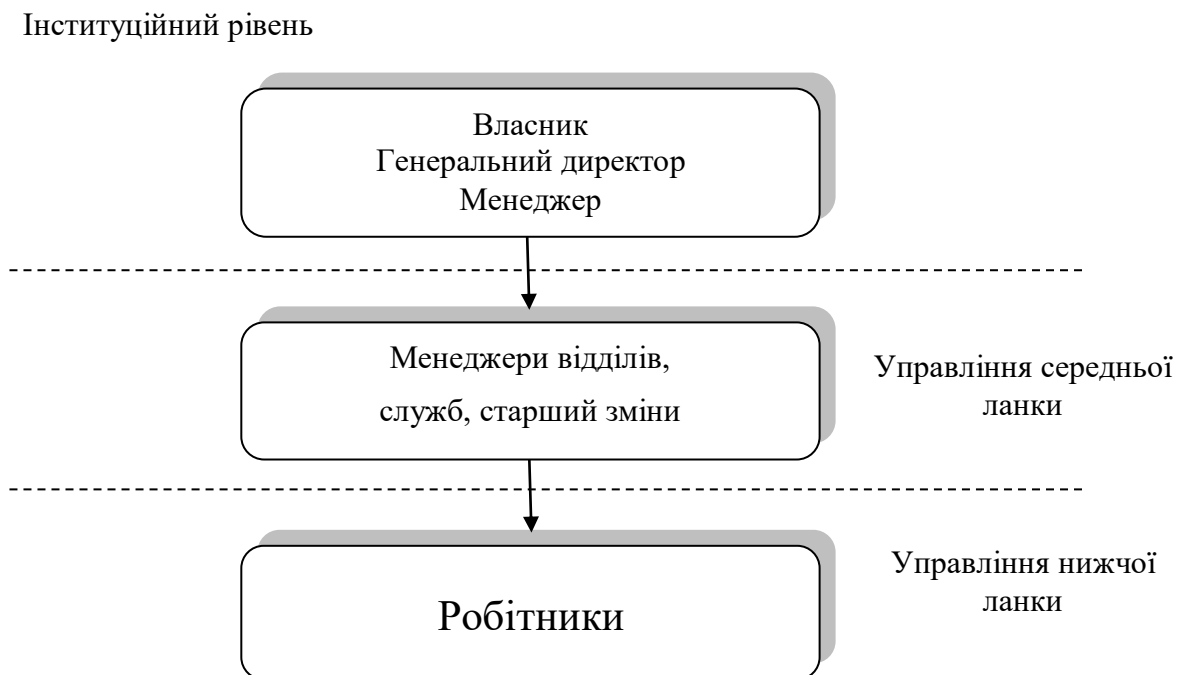 Інституційний рівень
Власник
Генеральний директор
Менеджер
Менеджери відділів,
служб, старший зміни
Управління середньої
ланки
Робітники
Управління нижчої
ланки